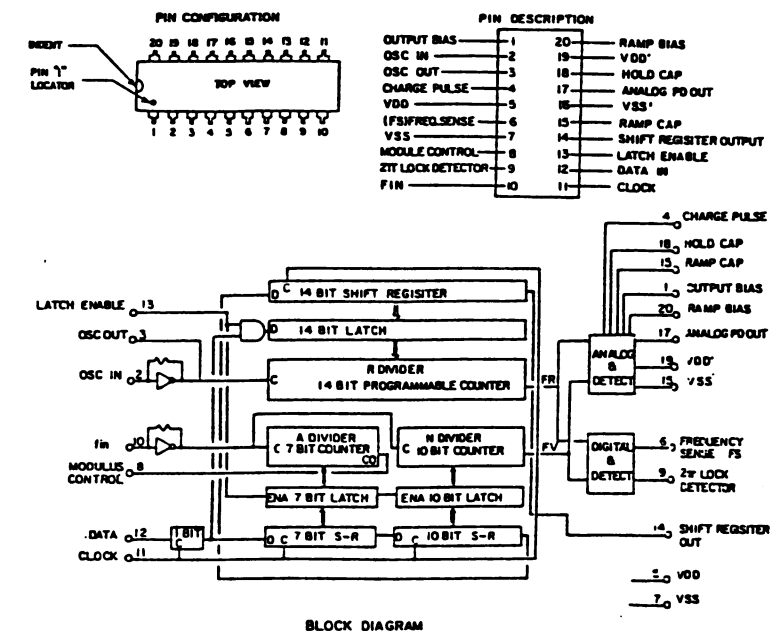 PIN CONFIGURATION
INDENT
PIN "1"
LOCATOR
20 19 18 17 16 15 14 13 12 11
TOP VIEW
1 2 3 4 5 6 7 8 9 10
PIN DESCRIPTION
OUTPUT BIAS 1 20 RAMP BIAS
OSC IN 2 19 VDD'
OSC OUT 3 18 HOLD CAP
CHARGE PULSE 4 17 ANALOG PD OUT
VDD 5 16 VSS'
(FS) FREQ. SENSE 6 15 RAMP CAP
VSS 7 14 SHIFT REGISITER OUTPUT
MODULE CONTROL 8 13 LATCH ENABLE
2π LOCK DETECTOR 9 12 DATA IN
FIN 10 11 CLOCK
4 CHARGE PULSE
18 HOLD CAP
15 RAMP CAP
1 OUTPUT BIAS
20 RAMP BIAS
17 ANALOG PD OUT
19 VDD'
VSS
LATCH ENABLE 13
OSC OUT 3
OSC IN 2
D C 14 BIT SHIFT REGISITER
D 14 BIT LATCH
C R DIVIDER
14 BIT PROGRAMMABLE COUNTER
FR
ANALOG
&
DETECT
fin 10
MODULUS
CONTROL 8
A DIVIDER
C 7 BIT COUNTER
CO
N DIVIDER
C 10 BIT COUNTER
FV
DIGITAL
&
DETECT
6 FREQUENCY
SENSE FS
9 2π LOCK
DETECTOR
ENA 7 BIT LATCH
ENA 10 BIT LATCH
DATA 12
1 BIT
C
D C 7 BIT S-R
D C 10 BIT S-R
CLOCK 11
14 SHIFT REGISITER
OUT
VDD
7 VSS
BLOCK DIAGRAM